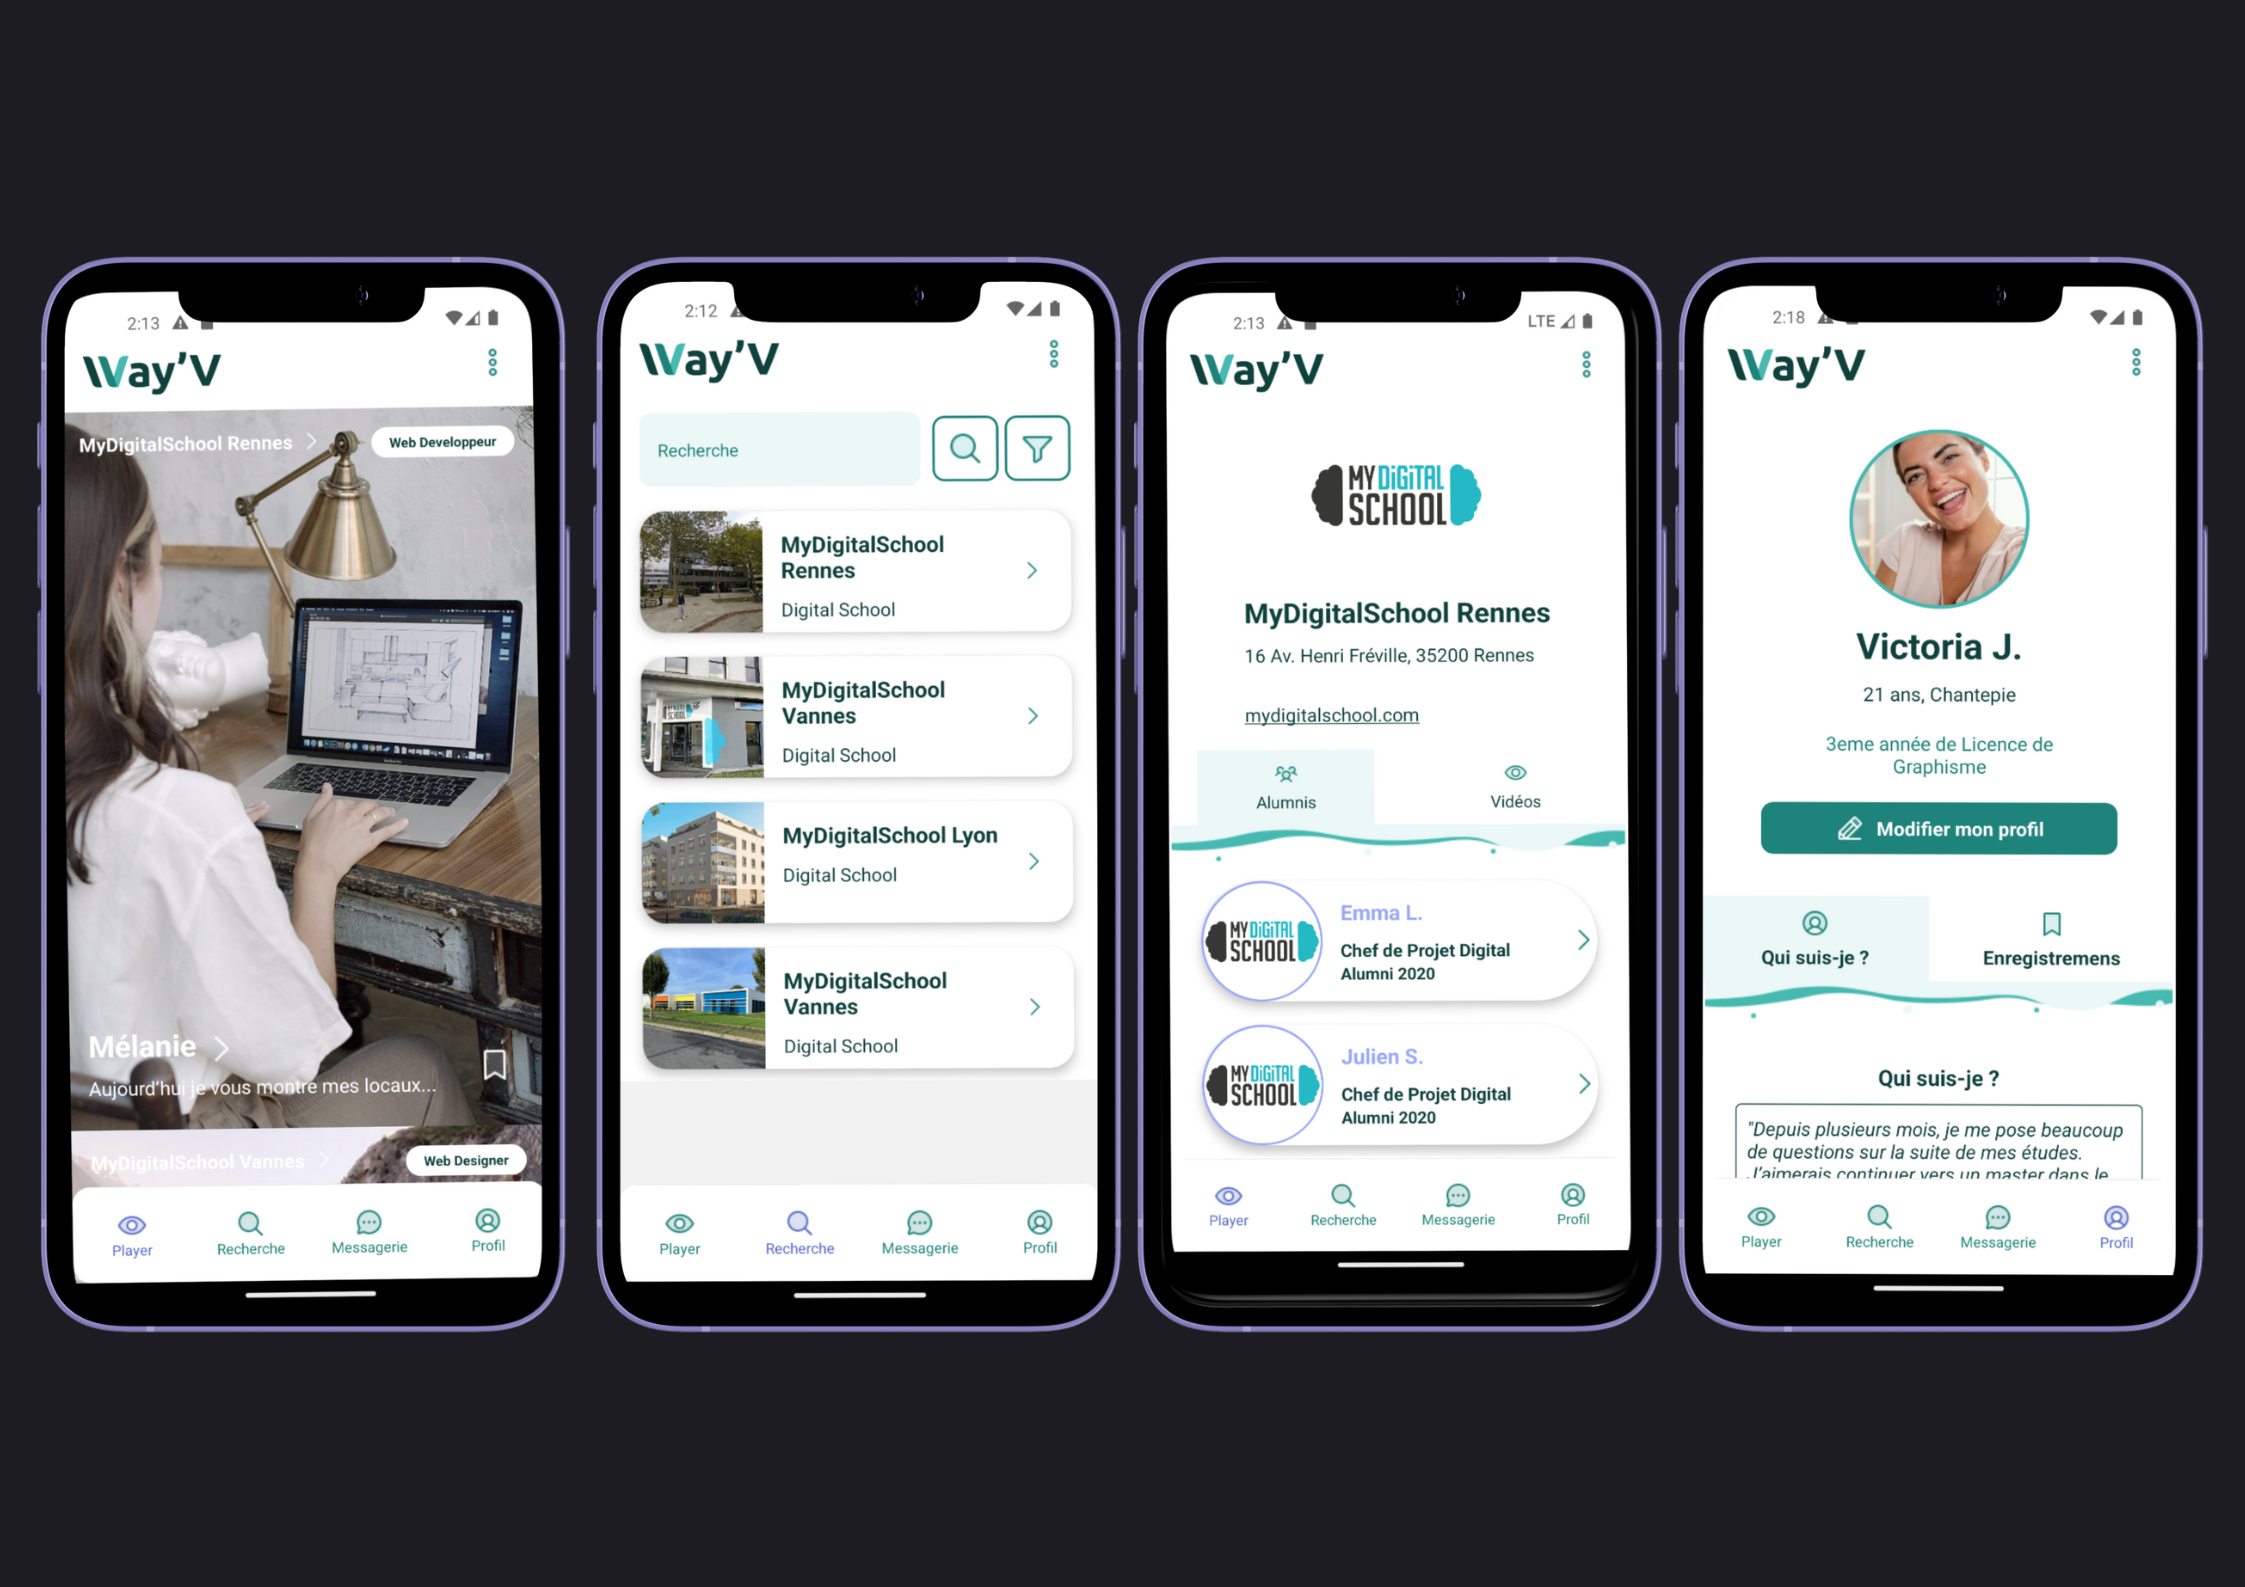 2:13
Way'V
MyDigitalSchool Rennes
Web Developpeur
Mélanie
Aujourd'hui je vous montre mes locaux...
MyDigitalSchool Vannes
Web Designer
Player
Recherche
Messagerie
Profil
2:12
Way'V
Recherche
MyDigitalSchool
Rennes
Digital School
MyDigitalSchool
Vannes
Digital School
MyDigitalSchool Lyon
Digital School
MyDigitalSchool
Vannes
Digital School
Player
Recherche
Messagerie
Profil
2:13
LTE
Way'V
MY DiGiTAL
SCHOOL
MyDigitalSchool Rennes
16 Av. Henri Fréville, 35200 Rennes
mydigitalschool.com
Alumnis
Vidéos
MY DiGiTAL
SCHOOL
Emma L.
Chef de Projet Digital
Alumni 2020
MY DiGiTAL
SCHOOL
Julien S.
Chef de Projet Digital
Alumni 2020
Player
Recherche
Messagerie
Profil
2:18
Way'V
Victoria J.
21 ans, Chantepie
3eme année de Licence de
Graphisme
Modifier mon profil
Qui suis-je ?
Enregistremens
Qui suis-je ?
"Depuis plusieurs mois, je me pose beaucoup
de questions sur la suite de mes études.
J'aimerais continuer vers un master dans le
Player
Recherche
Messagerie
Profil